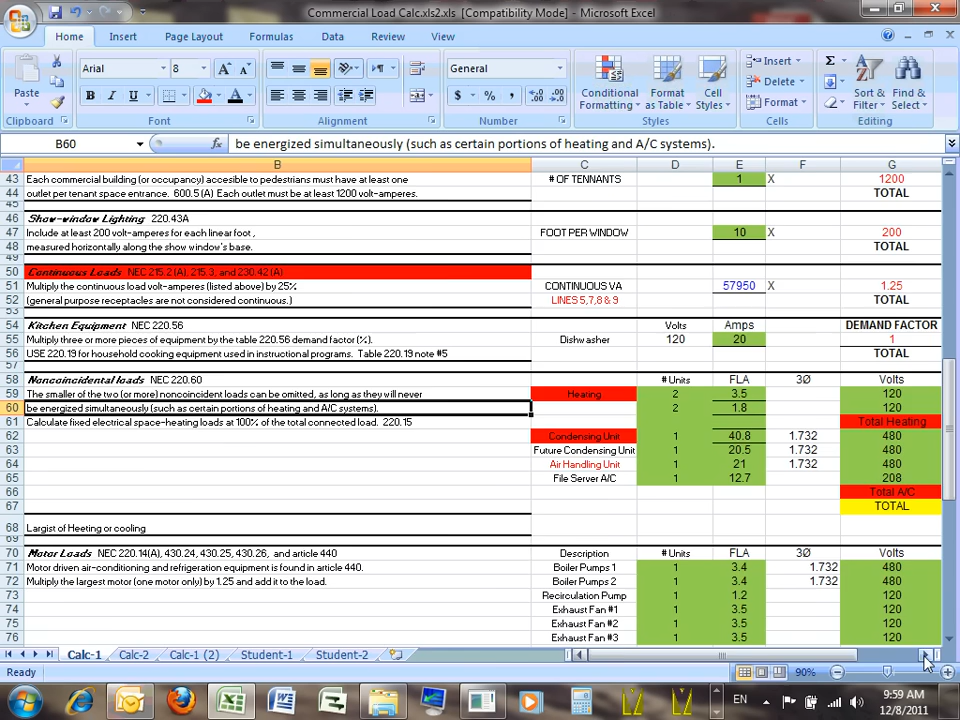 Commercial Load Calc.xls2.xls [Compatibility Mode] - Microsoft Excel
Home Insert Page Layout Formulas Data Review View
Paste Arial 8 A A General Conditional Formatting Format as Table Cell Styles Insert Delete Format Sort & Filter Find & Select
B I U A $ % ,
Clipboard Font Alignment Number Styles Cells Editing
B60 fx be energized simultaneously (such as certain portions of heating and A/C systems).
B C D E F G
43 Each commercial building (or occupancy) accesible to pedestrians must have at least one # OF TENNANTS 1 X 1200
44 outlet per tenant space entrance. 600.5 (A) Each outlet must be at least 1200 volt-amperes. TOTAL
45
46 Show-window Lighting 220.43A
47 Include at least 200 volt-amperes for each linear foot , FOOT PER WINDOW 10 X 200
48 measured horizontally along the show window's base. TOTAL
49
50 Continuous Loads NEC 215.2 (A), 215.3, and 230.42 (A)
51 Multiply the continuous load volt-amperes (listed above) by 25% CONTINUOUS VA 57950 X 1.25
52 (general purpose receptacles are not considered continuous.) LINES 5,7,8 & 9 TOTAL
53
54 Kitchen Equipment NEC 220.56 Volts Amps DEMAND FACTOR
55 Multiply three or more pieces of equipment by the table 220.56 demand factor (%). Dishwasher 120 20 1
56 USE 220.19 for household cooking equipment used in instructional programs. Table 220.19 note #5 TOTAL
57
58 Noncoincidental loads NEC 220.60 # Units FLA 3Ø Volts
59 The smaller of the two (or more) noncoincident loads can be omitted, as long as they will never Heating 2 3.5 120
60 be energized simultaneously (such as certain portions of heating and A/C systems). 2 1.8 120
61 Calculate fixed electrical space-heating loads at 100% of the total connected load. 220.15 Total Heating
62 Condensing Unit 1 40.8 1.732 480
63 Future Condensing Unit 1 20.5 1.732 480
64 Air Handling Unit 1 21 1.732 480
65 File Server A/C 1 12.7 208
66 Total A/C
67 TOTAL
68 Largist of Heeting or cooling
69
70 Motor Loads NEC 220.14(A), 430.24, 430.25, 430.26, and article 440 Description # Units FLA 3Ø Volts
71 Motor driven air-conditioning and refrigeration equipment is found in article 440. Boiler Pumps 1 1 3.4 1.732 480
72 Multiply the largest motor (one motor only) by 1.25 and add it to the load. Boiler Pumps 2 1 3.4 1.732 480
73 Recirculation Pump 1 1.2 120
74 Exhaust Fan #1 1 3.5 120
75 Exhaust Fan #2 1 3.5 120
76 Exhaust Fan #3 1 3.5 120
Calc-1 Calc-2 Calc-1 (2) Student-1 Student-2
Ready 90%
EN 9:59 AM
12/8/2011